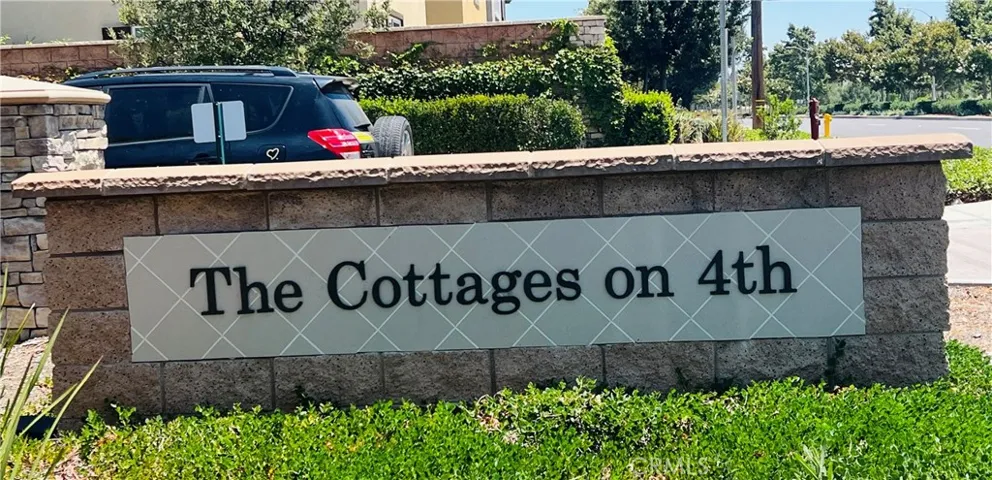 The Cottages on 4th
CRMLS